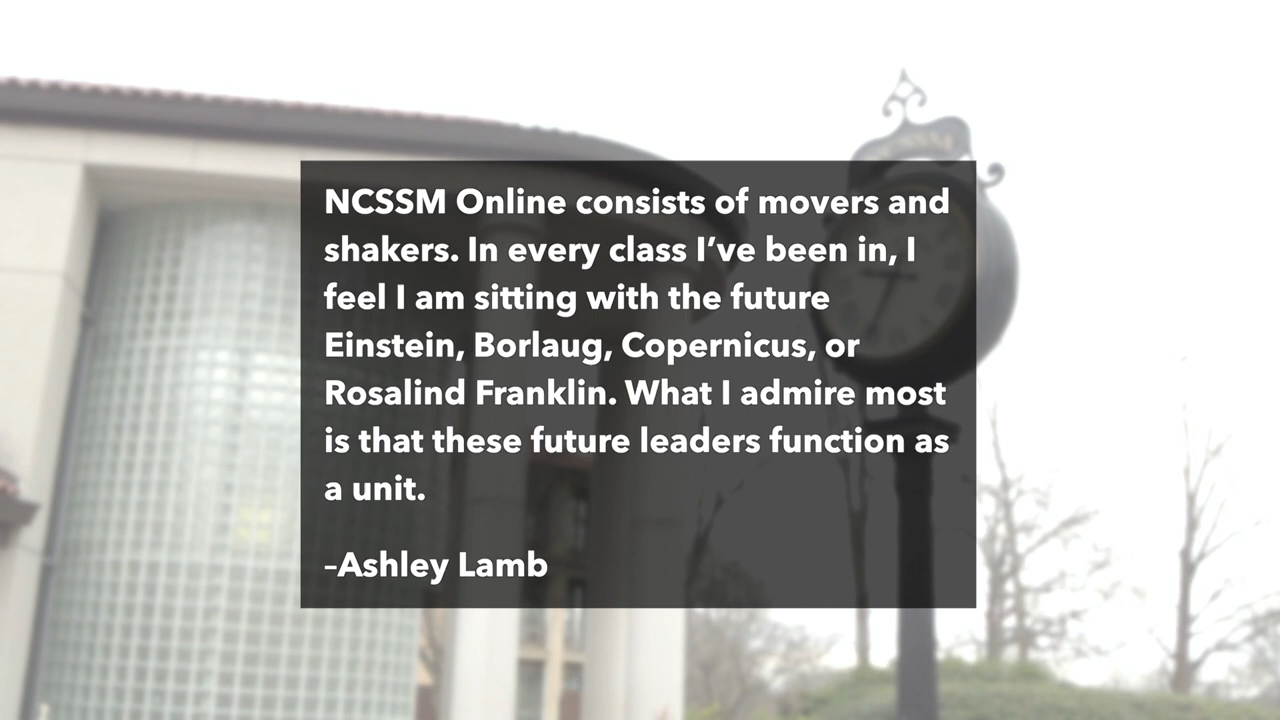 NCSSM
NCSSM Online consists of movers and
shakers. In every class I’ve been in, I
feel I am sitting with the future
Einstein, Borlaug, Copernicus, or
Rosalind Franklin. What I admire most
is that these future leaders function as
a unit.
–Ashley Lamb